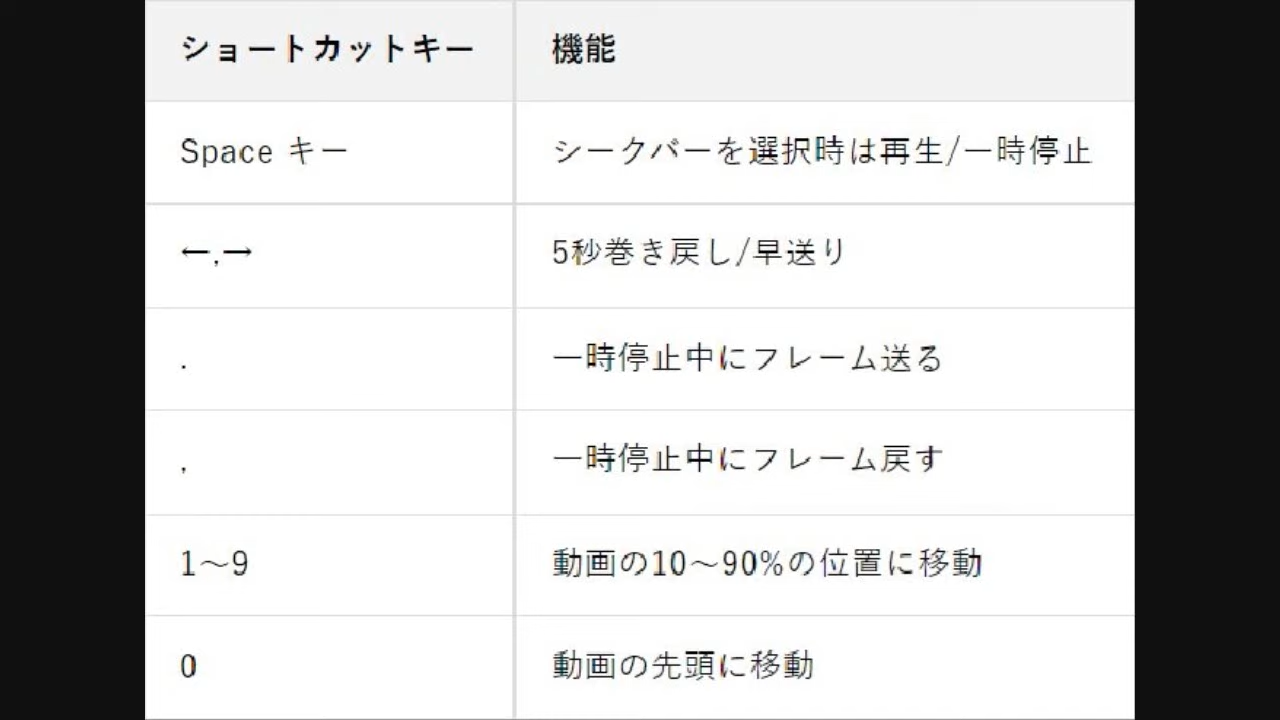 ショートカットキー 機能
Space キー シークバーを選択時は再生/一時停止
←,→ 5秒巻き戻し/早送り
. 一時停止中にフレーム送る
, 一時停止中にフレーム戻す
1〜9 動画の10〜90%の位置に移動
0 動画の先頭に移動